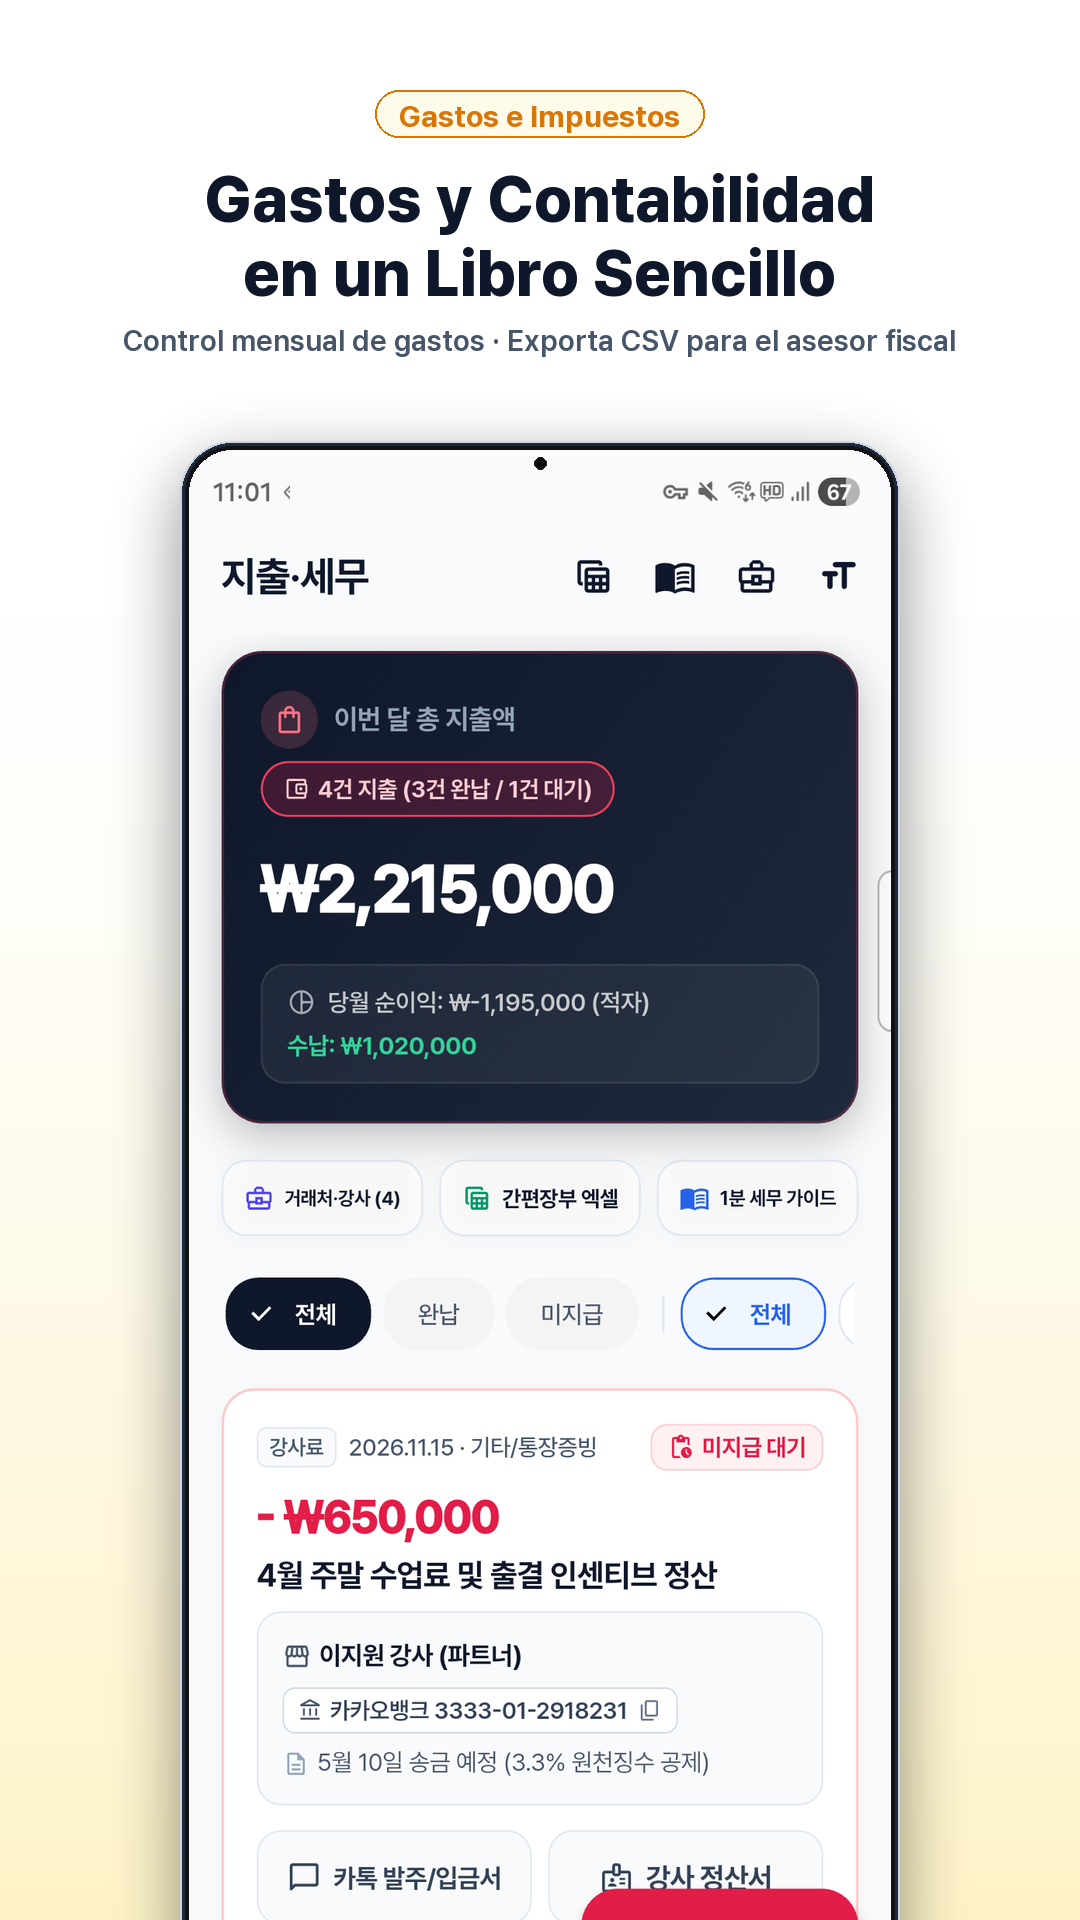 Gastos e Impuestos
Gastos y Contabilidad
en un Libro Sencillo
Control mensual de gastos · Exporta CSV para el asesor fiscal
11:01
HD
67
지출·세무
이번 달 총 지출액
4건 지출 (3건 완납 / 1건 대기)
₩2,215,000
당월 순이익: ₩-1,195,000 (적자)
수납: ₩1,020,000
거래처·강사 (4)
간편장부 엑셀
1분 세무 가이드
전체
완납
미지급
전체
강사료
2026.11.15 · 기타/통장증빙
미지급 대기
- ₩650,000
4월 주말 수업료 및 출결 인센티브 정산
이지원 강사 (파트너)
카카오뱅크 3333-01-2918231
5월 10일 송금 예정 (3.3% 원천징수 공제)
카톡 발주/입금서
강사 정산서